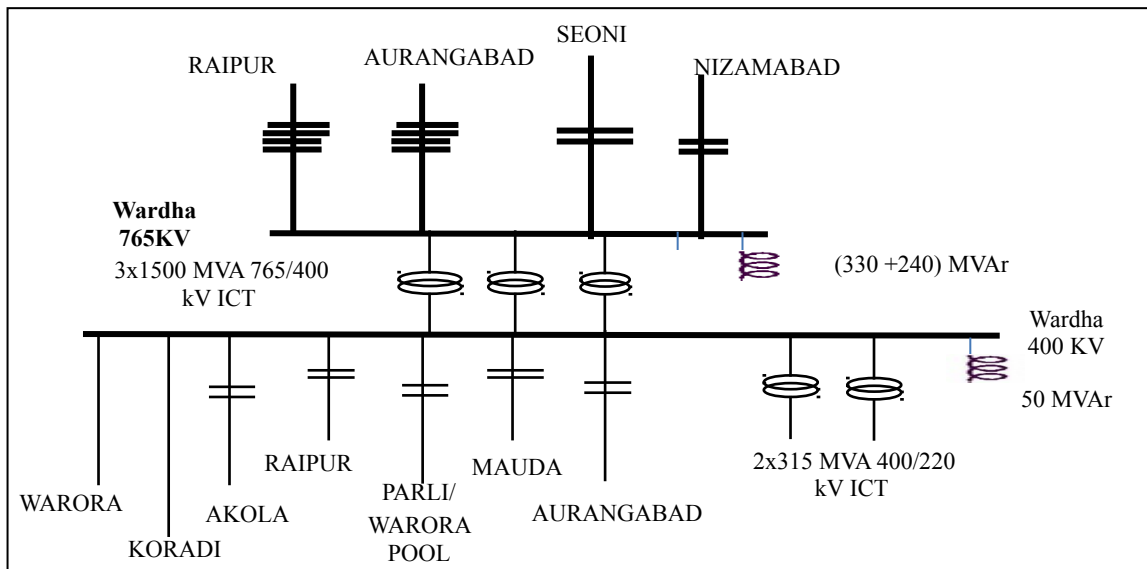 SEONI
RAIPUR
AURANGABAD
NIZAMABAD
Wardha
765KV
3x1500 MVA 765/400
kV ICT
(330 +240) MVAr
Wardha
400 KV
50 MVAr
2x315 MVA 400/220
kV ICT
WARORA
KORADI
AKOLA
RAIPUR
PARLI/
WARORA
POOL
MAUDA
AURANGABAD